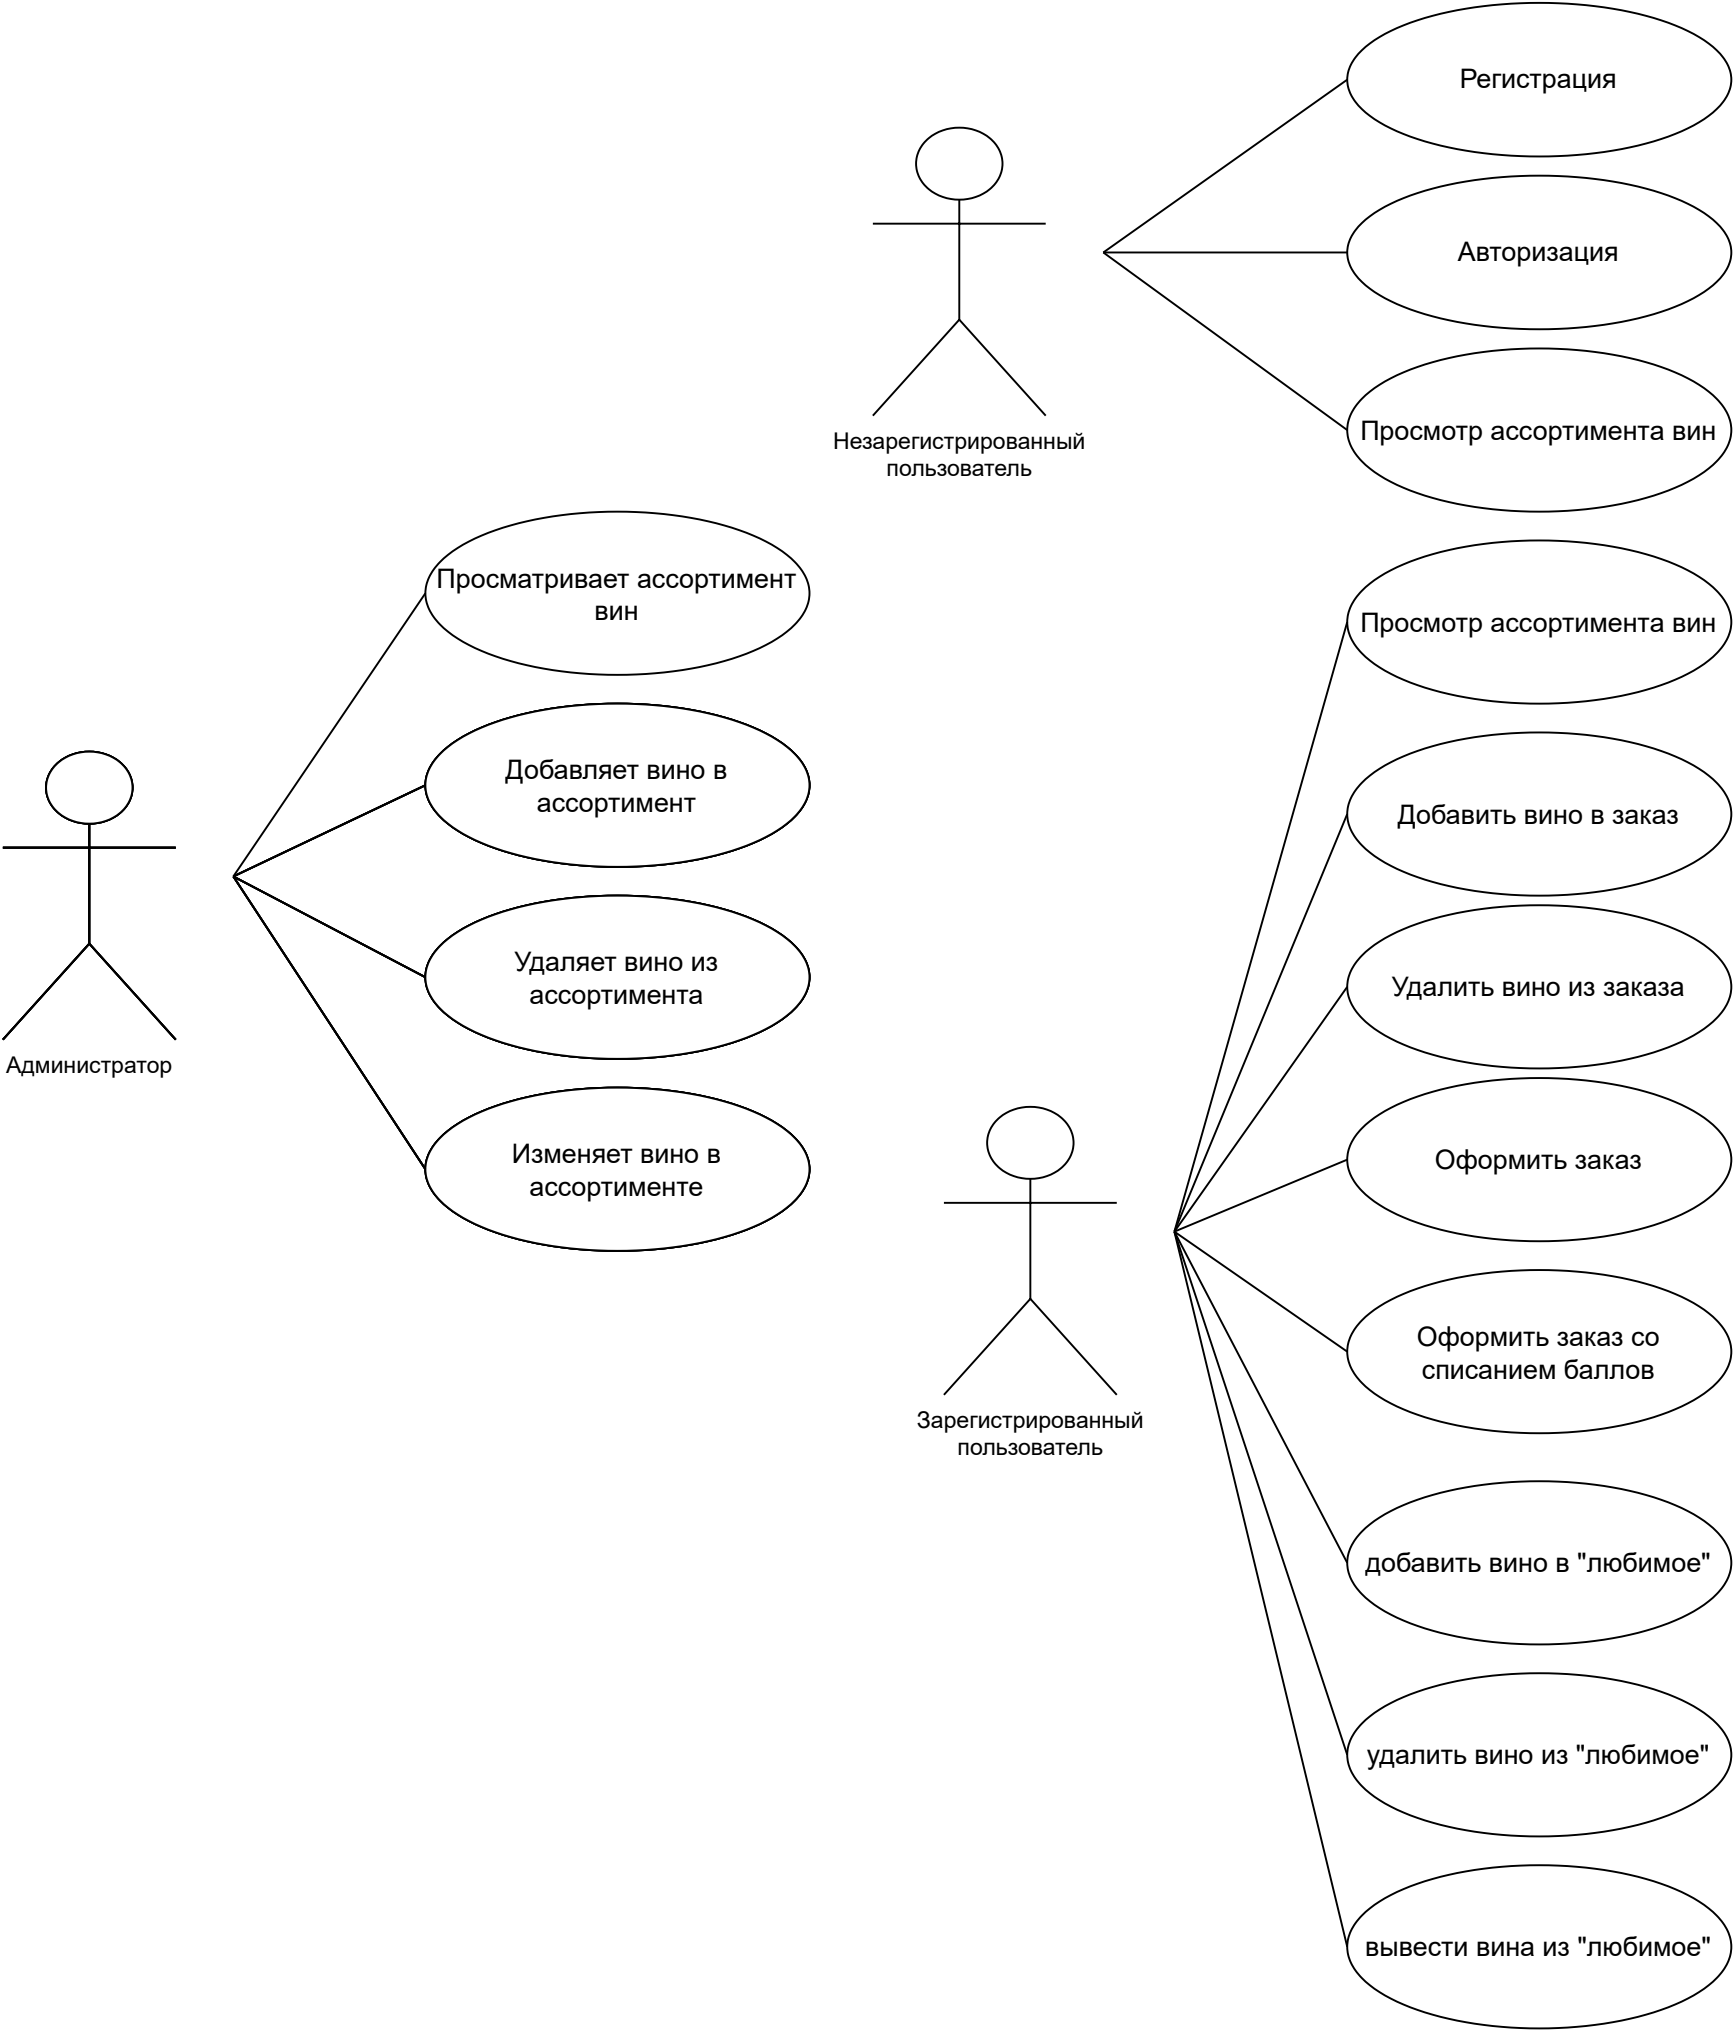 Регистрация
Авторизация
Просмотр ассортимента вин
Незарегистрированный
пользователь
Просматривает ассортимент
вин
Добавляет вино в
ассортимент
Удаляет вино из
ассортимента
Изменяет вино в
ассортименте
Администратор
Просмотр ассортимента вин
Добавить вино в заказ
Удалить вино из заказа
Оформить заказ
Оформить заказ со
списанием баллов
добавить вино в "любимое"
удалить вино из "любимое"
вывести вина из "любимое"
Зарегистрированный
пользователь